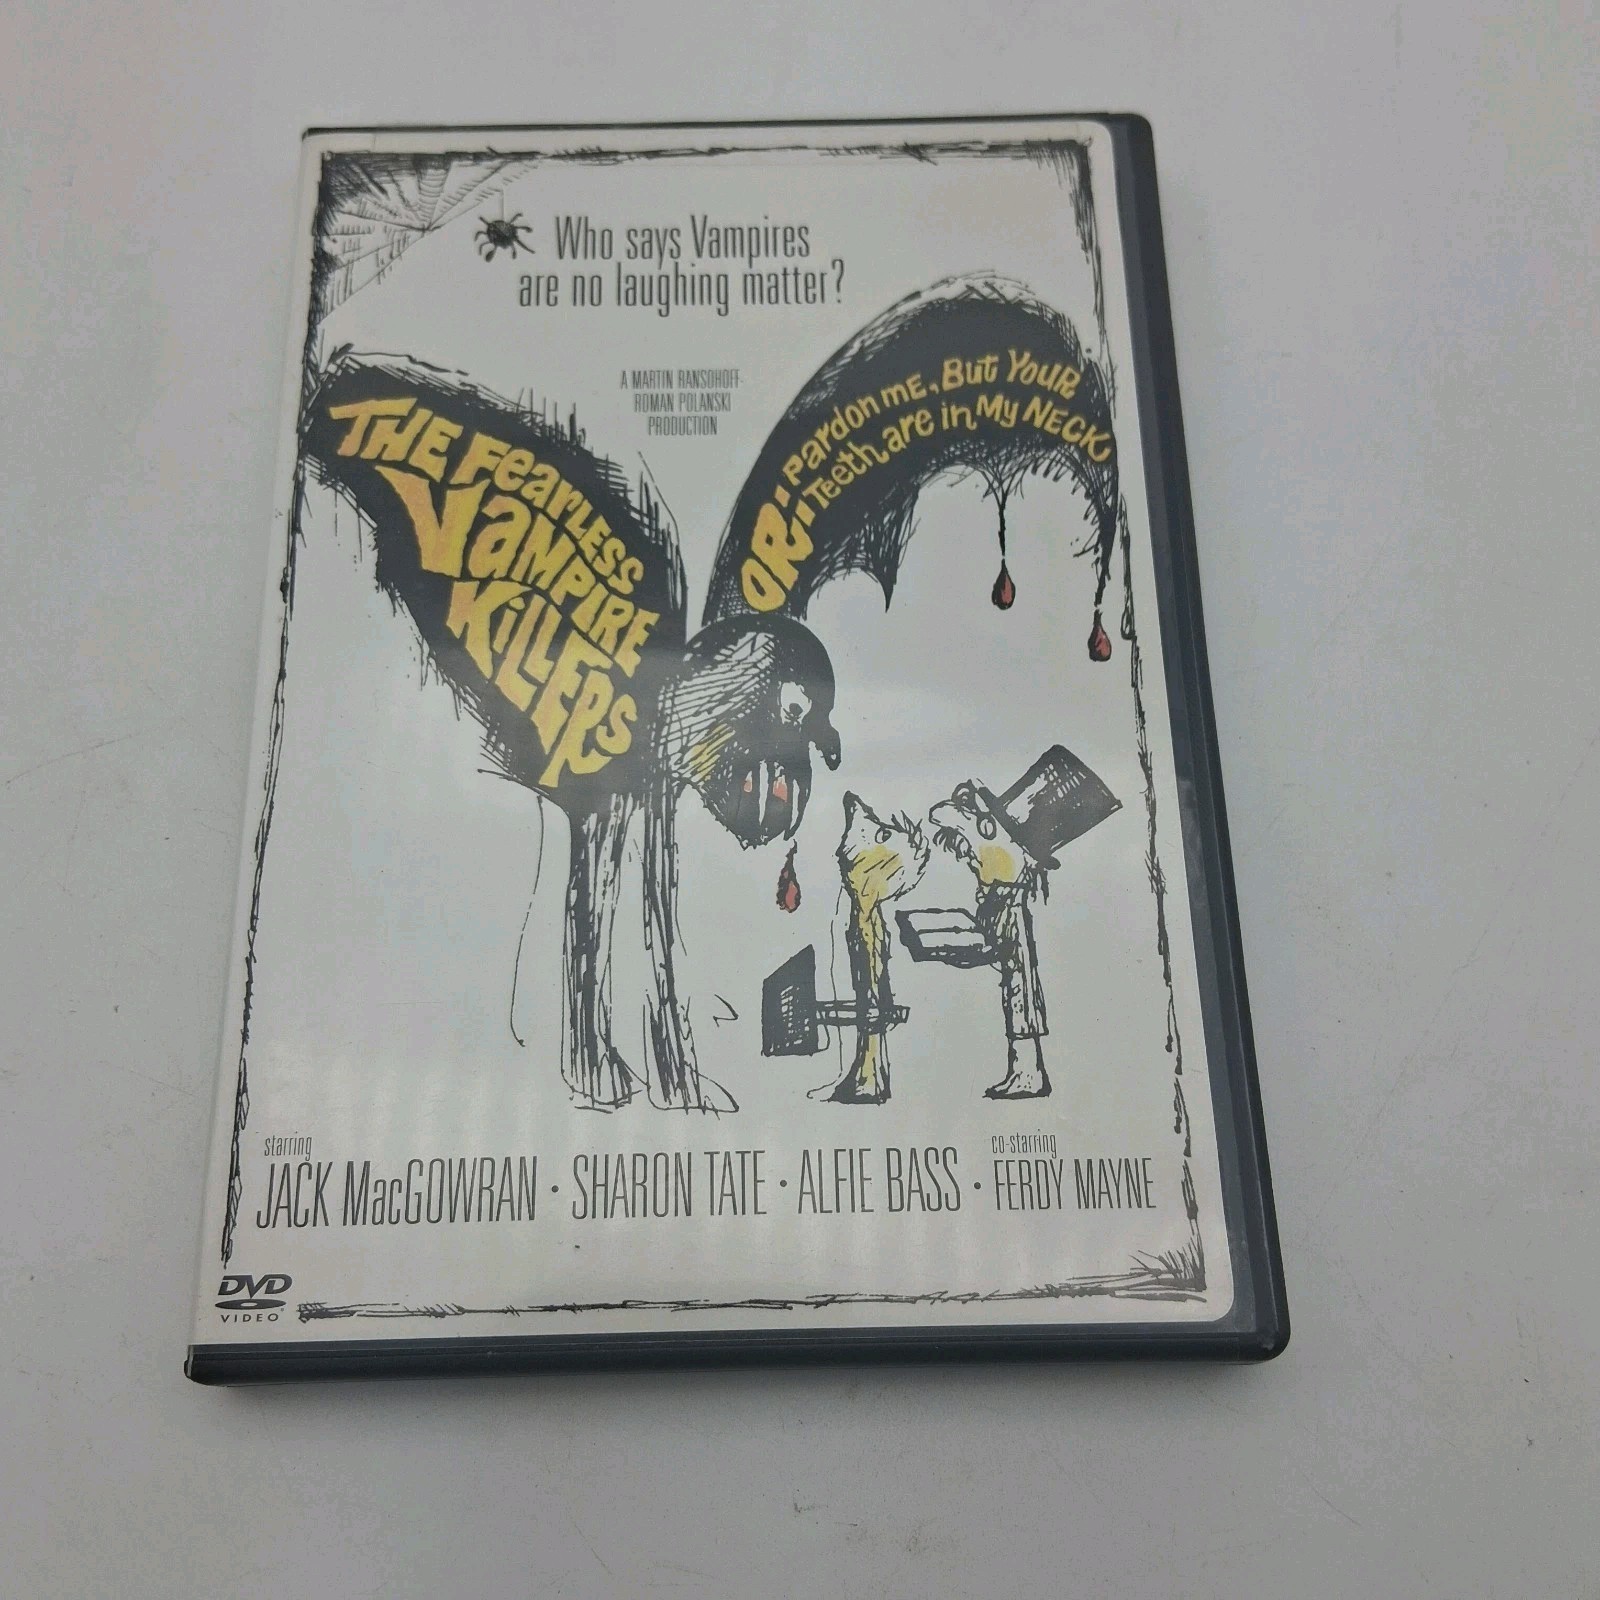 Who says Vampires
are no laughing matter?
A MARTIN RANSOHOFF-
ROMAN POLANSKI
PRODUCTION
THE FEARLESS
VAMPIRE
KILLERS
OR: Pardon me, But Your
Teeth are in My NECK
starring
JACK MacGOWRAN · SHARON TATE · ALFIE BASS ·
co-starring
FERDY MAYNE
DVD
VIDEO